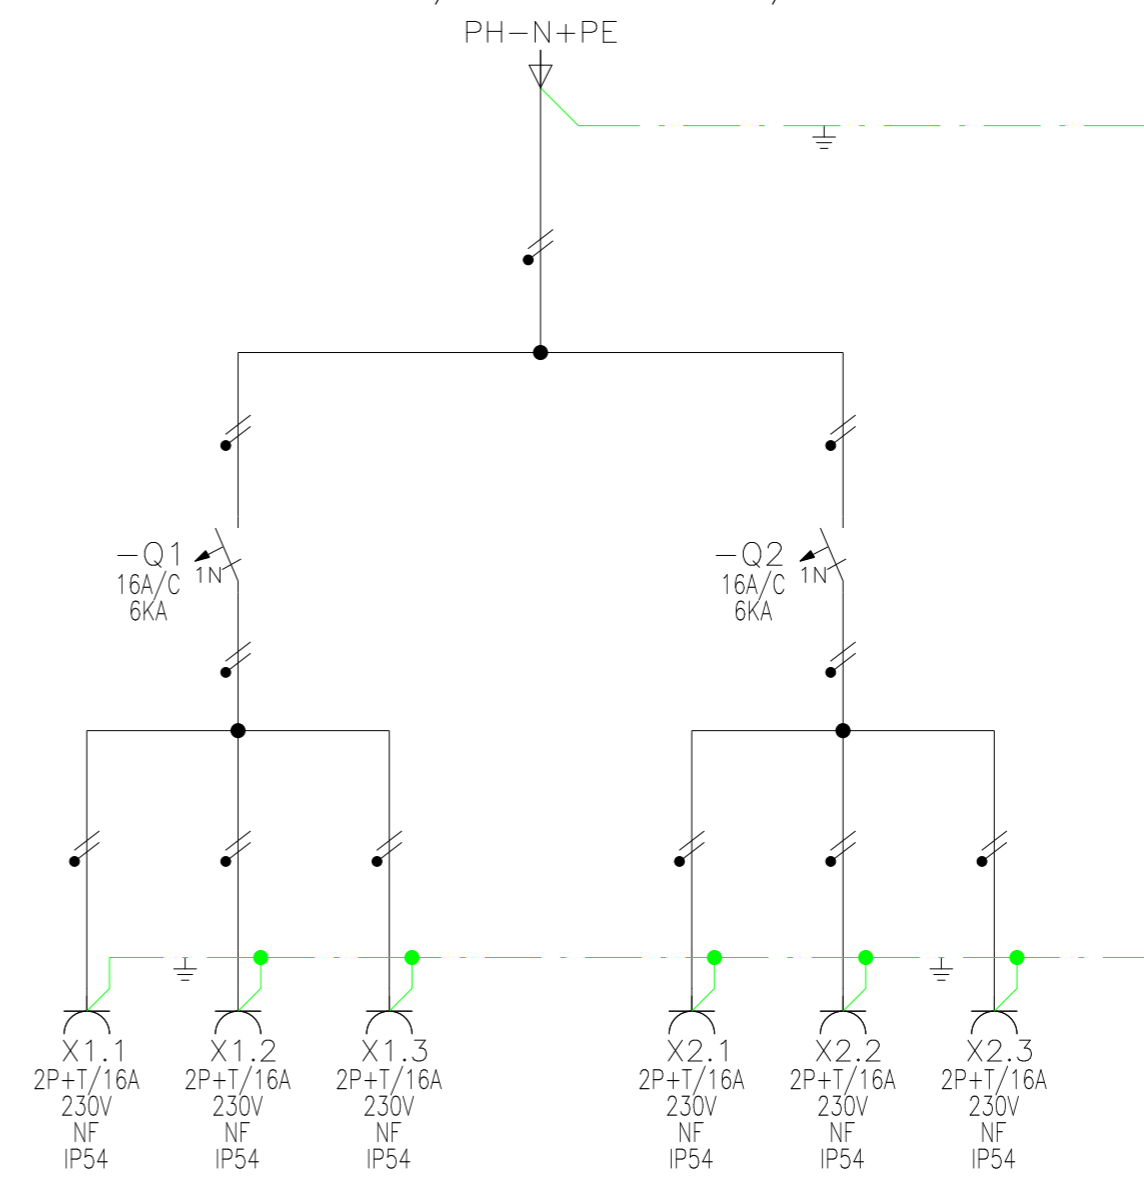 PH-N+PE
-Q1
16A/C
6KA
1N
-Q2
16A/C
6KA
1N
X1.1
2P+T/16A
230V
NF
IP54
X1.2
2P+T/16A
230V
NF
IP54
X1.3
2P+T/16A
230V
NF
IP54
X2.1
2P+T/16A
230V
NF
IP54
X2.2
2P+T/16A
230V
NF
IP54
X2.3
2P+T/16A
230V
NF
IP54